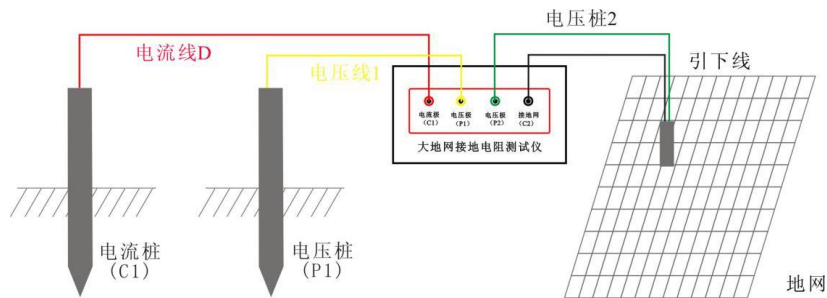 电压桩2
电流线D
电压线1
引下线
电流极 电压极 电压极 接地网
(C1) (P1) (P2) (C2)
大地网接地电阻测试仪
电流桩
(C1)
电压桩
(P1)
地网